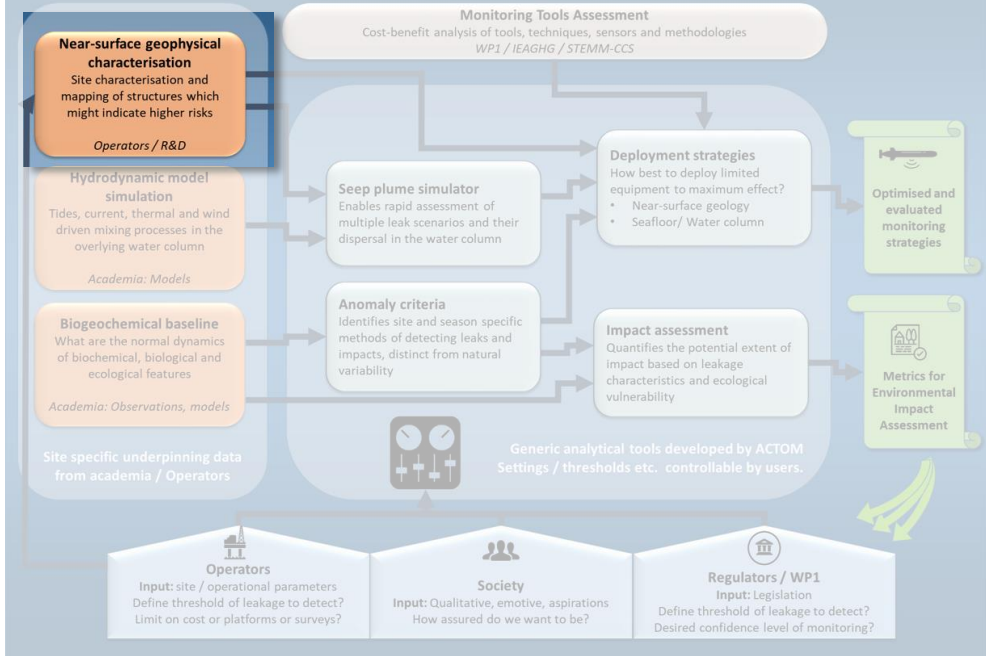 Monitoring Tools Assessment
Cost-benefit analysis of tools, techniques, sensors and methodologies
WP1 / IEAGHG / STEMM-CCS
Near-surface geophysical
characterisation
Site characterisation and
mapping of structures which
might indicate higher risks
Operators / R&D
Hydrodynamic model
simulation
Tides, current, thermal and wind
driven mixing processes in the
overlying water column
Academia: Models
Biogeochemical baseline
What are the normal dynamics
of biochemical, biological and
ecological features
Academia: Observations, models
Site specific underpinning data
from academia / Operators
Seep plume simulator
Enables rapid assessment of
multiple leak scenarios and their
dispersal in the water column
Anomaly criteria
Identifies site and season specific
methods of detecting leaks and
impacts, distinct from natural
variability
Deployment strategies
How best to deploy limited
equipment to maximum effect?
• Near-surface geology
• Seafloor/ Water column
Impact assessment
Quantifies the potential extent of
impact based on leakage
characteristics and ecological
vulnerability
Generic analytical tools developed by ACTOM
Settings / thresholds etc. controllable by users.
Optimised and
evaluated
monitoring
strategies
Metrics for
Environmental
Impact
Assessment
Operators
Input: site / operational parameters
Define threshold of leakage to detect?
Limit on cost or platforms or surveys?
Society
Input: Qualitative, emotive, aspirations
How assured do we want to be?
Regulators / WP1
Input: Legislation
Define threshold of leakage to detect?
Desired confidence level of monitoring?